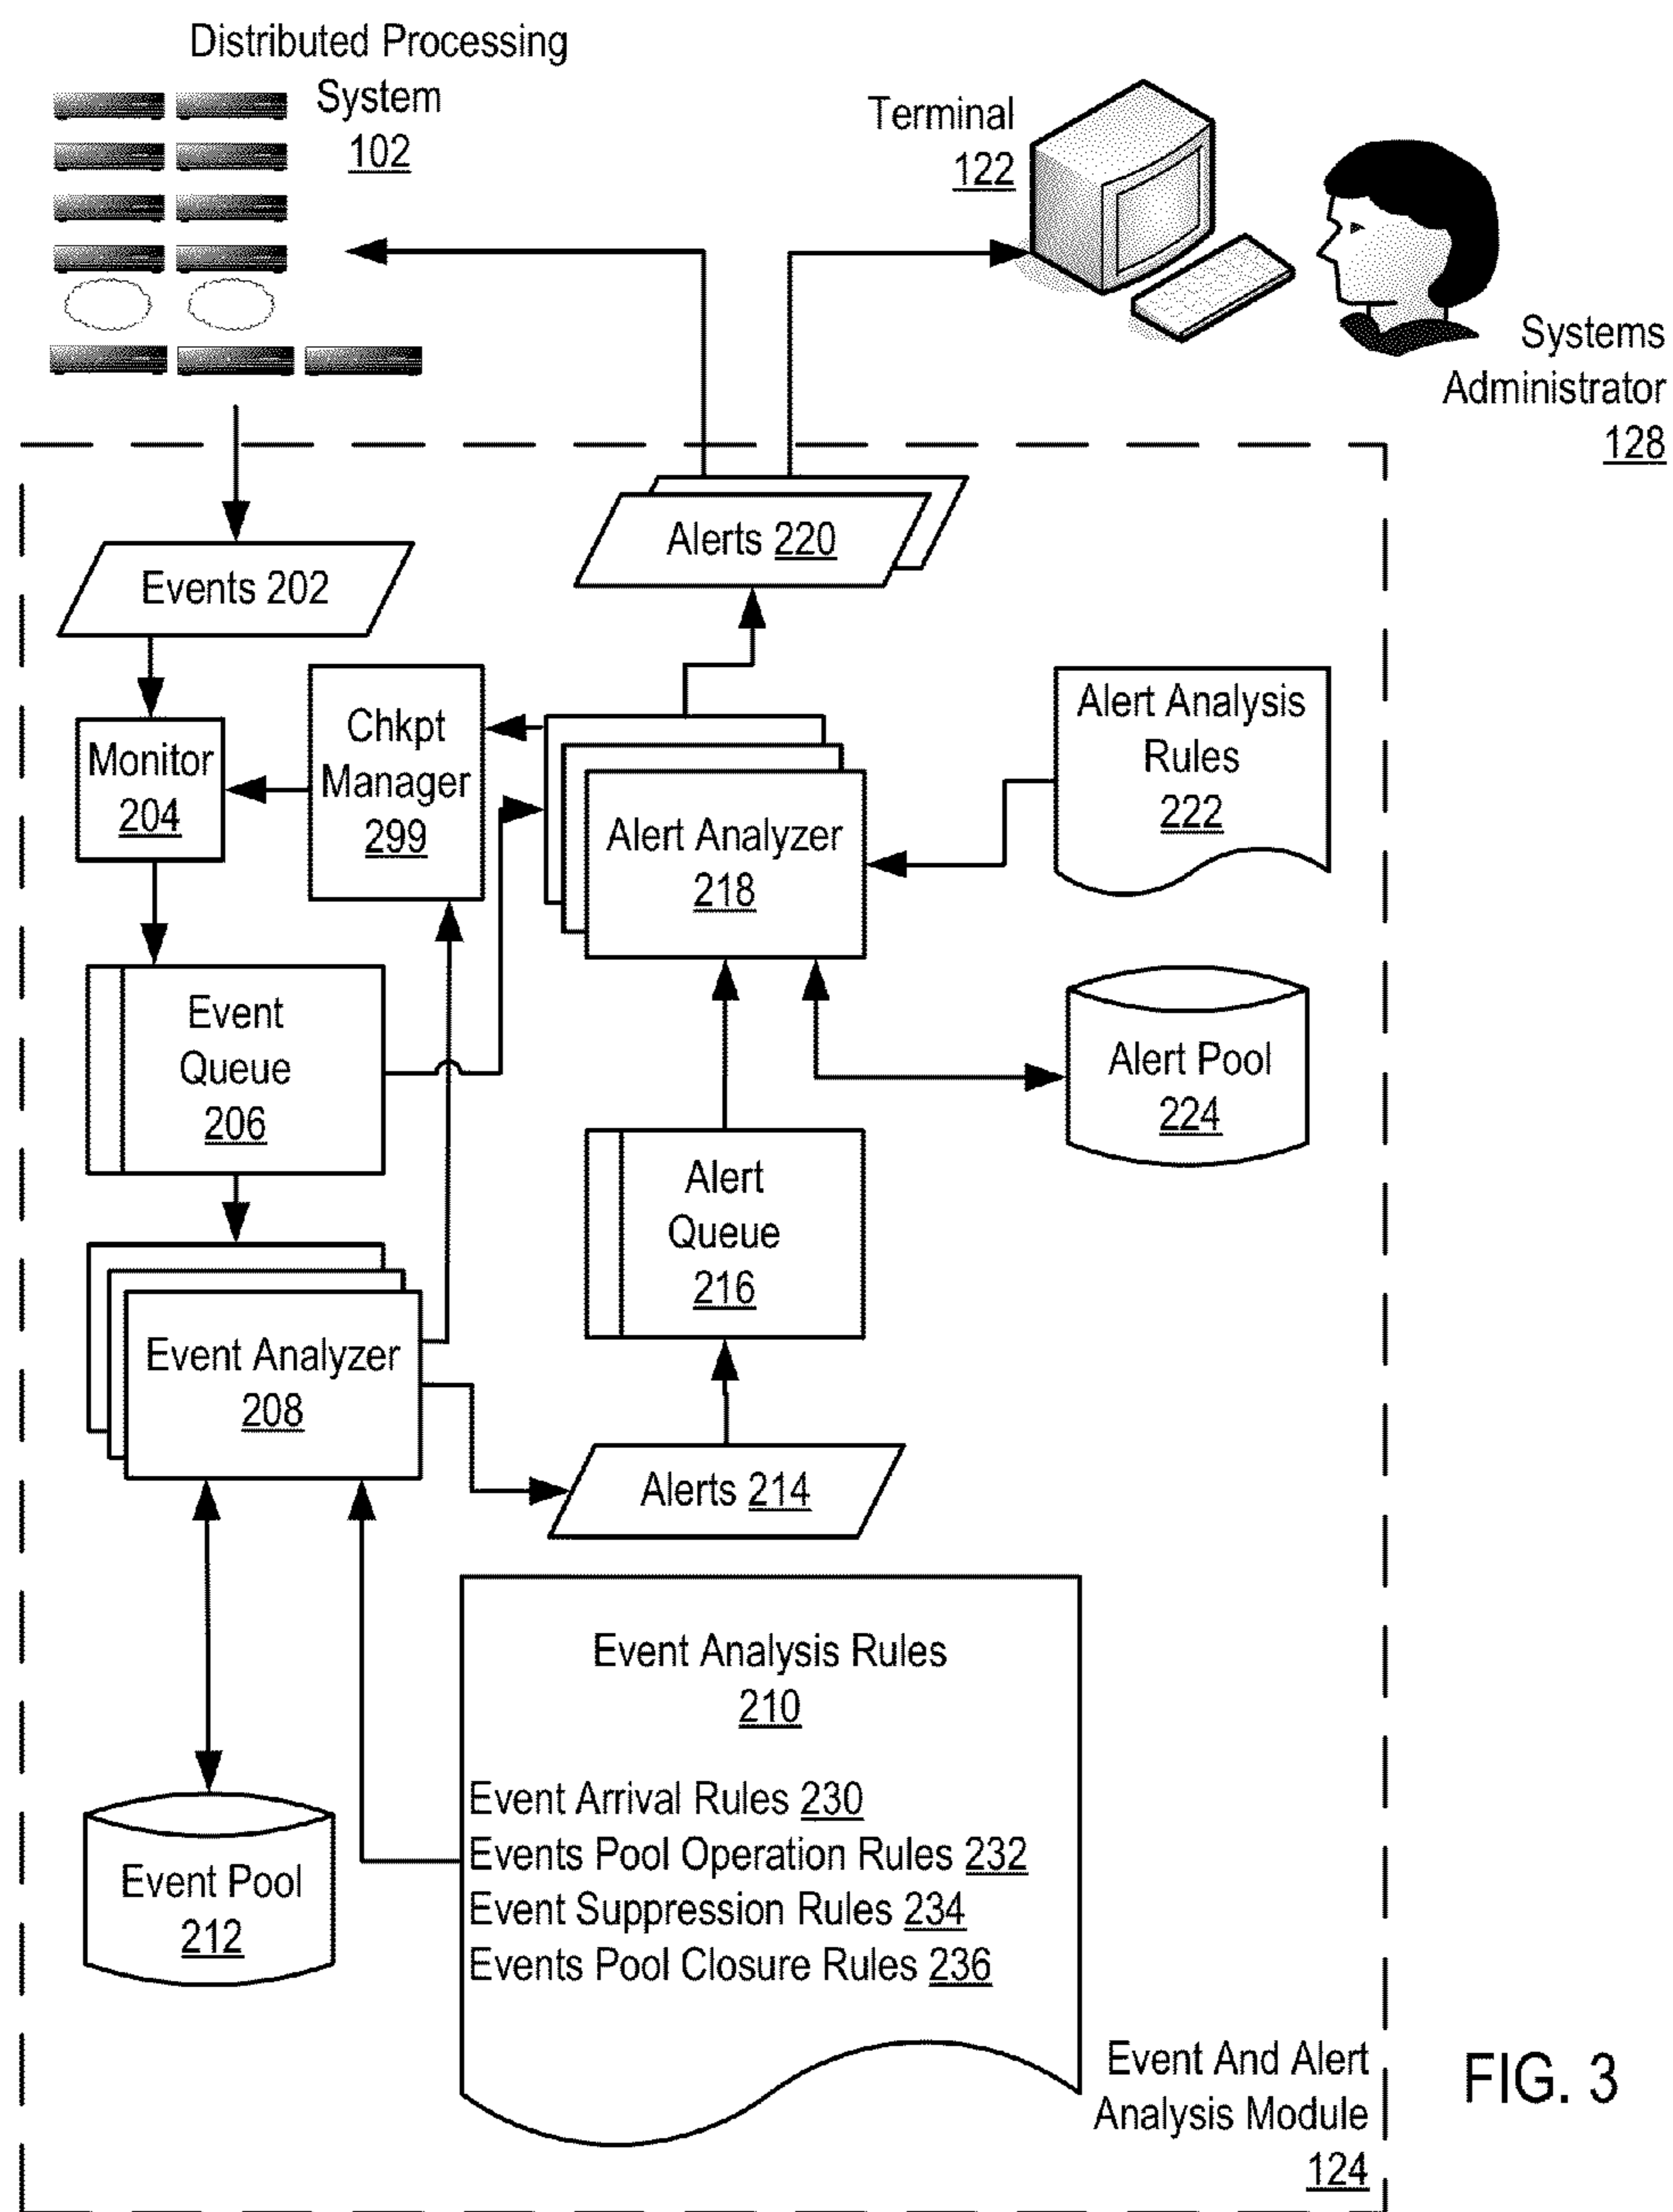 Distributed Processing
System
102
Terminal
122
Systems
Administrator
128
Alerts 220
Events 202
Chkpt
Manager
299
Monitor
204
Alert Analysis
Rules
222
Alert Analyzer
218
Event
Queue
206
Alert Pool
224
Alert
Queue
216
Event Analyzer
208
Alerts 214
Event Analysis Rules
210
Event Arrival Rules 230
Events Pool Operation Rules 232
Event Suppression Rules 234
Events Pool Closure Rules 236
Event Pool
212
Event And Alert
Analysis Module
124
FIG. 3